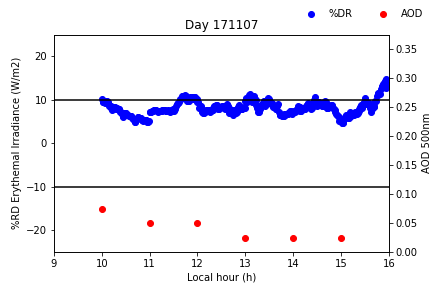 %DR AOD
Day 171107
%RD Erythemal Irradiance (W/m2)
20
10
0
−10
−20
0.35
0.30
0.25
0.20
0.15
0.10
0.05
0.00
AOD 500nm
9 10 11 12 13 14 15 16
Local hour (h)